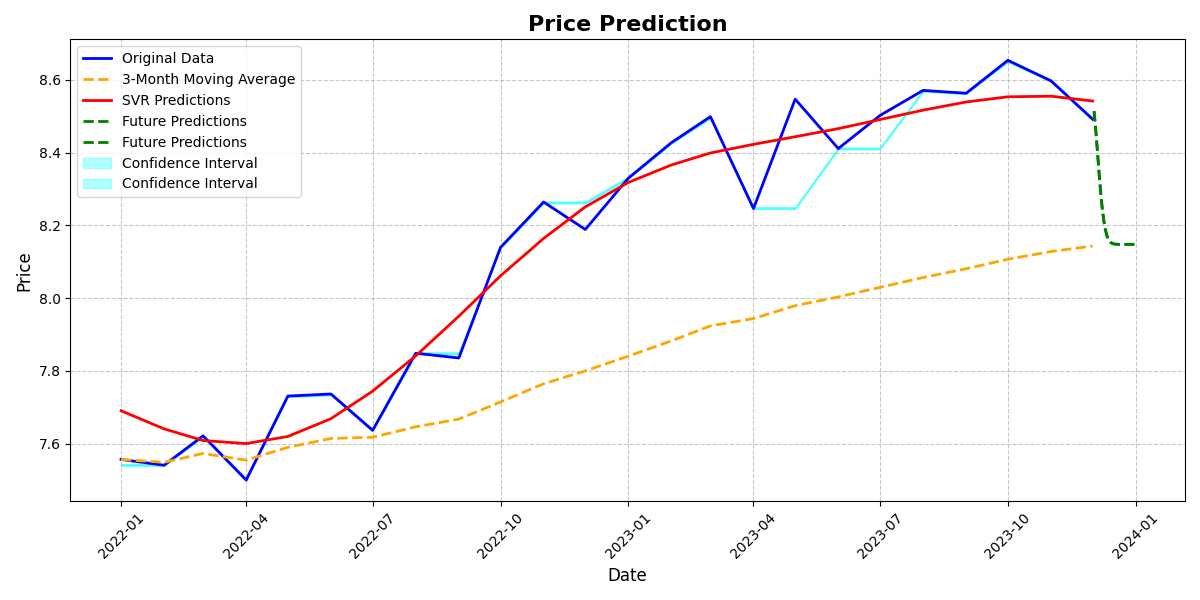 Price Prediction
Original Data
3-Month Moving Average
SVR Predictions
Future Predictions
Future Predictions
Confidence Interval
Confidence Interval
Price
8.6
8.4
8.2
8.0
7.8
7.6
2022-01
2022-04
2022-07
2022-10
2023-01
2023-04
2023-07
2023-10
2024-01
Date